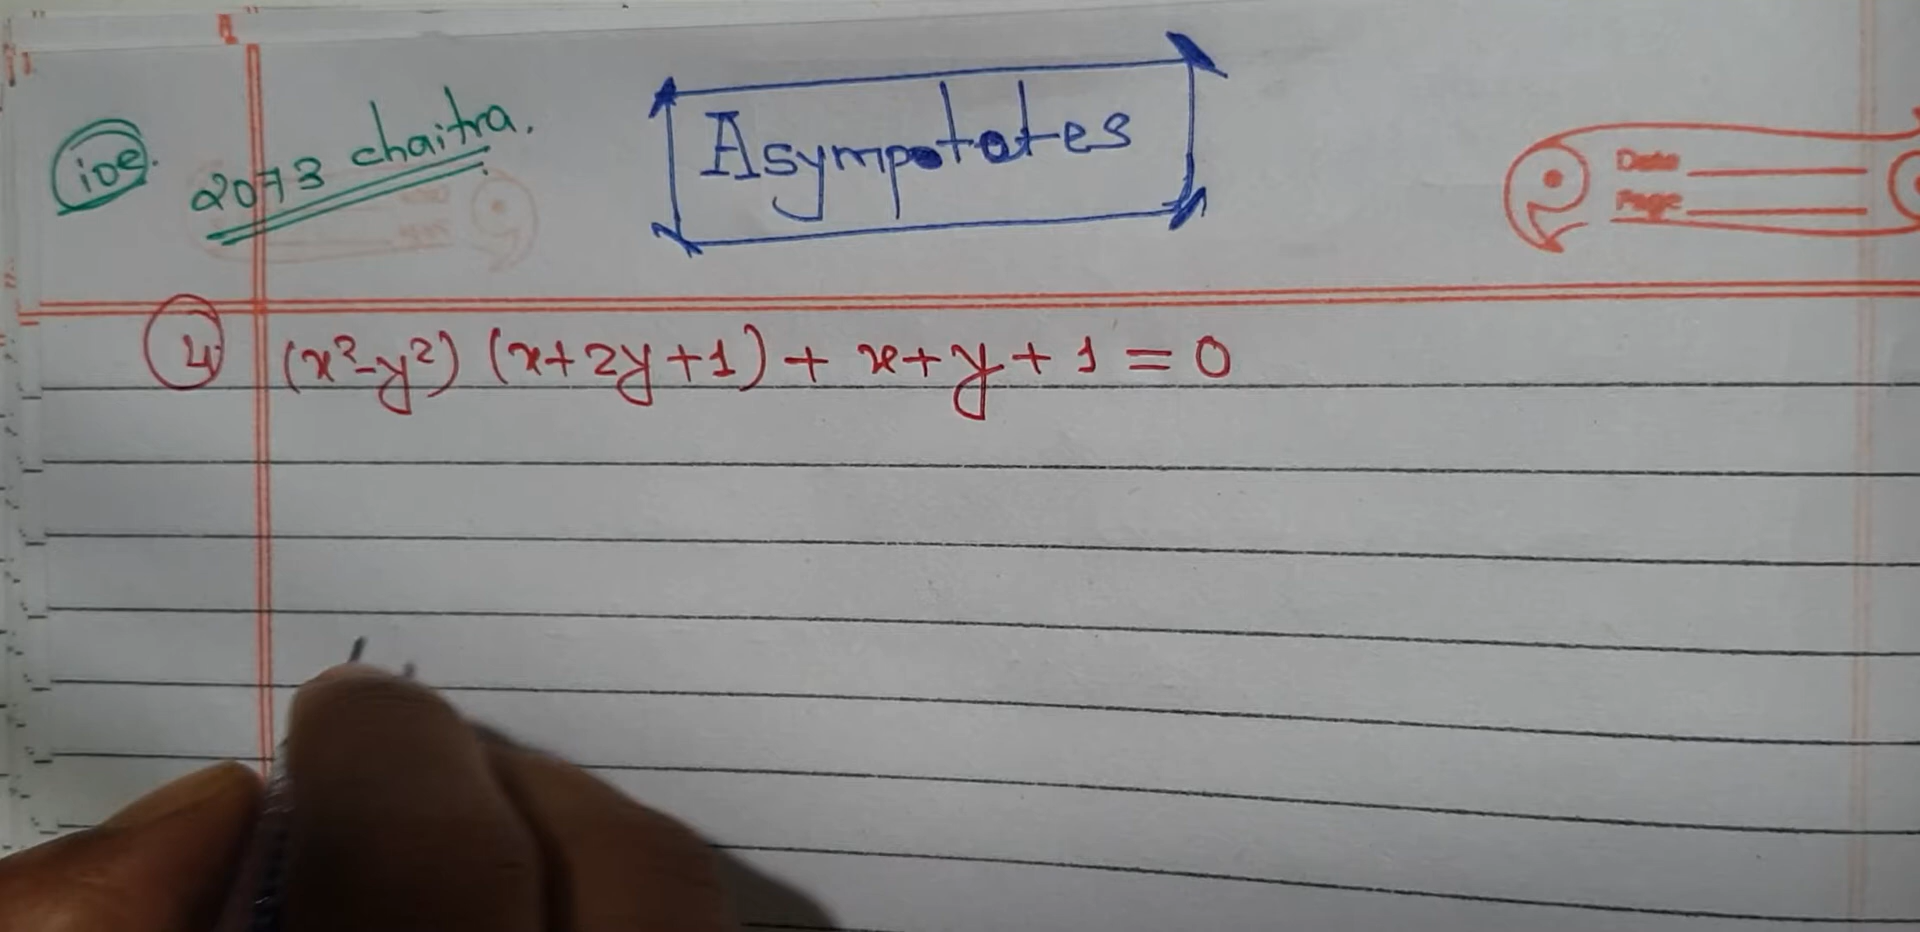 ioe.
2073 chaitra.
Asympotates
Date
Page
4. (x²-y²) (x+2y+1) + x+y+1 = 0